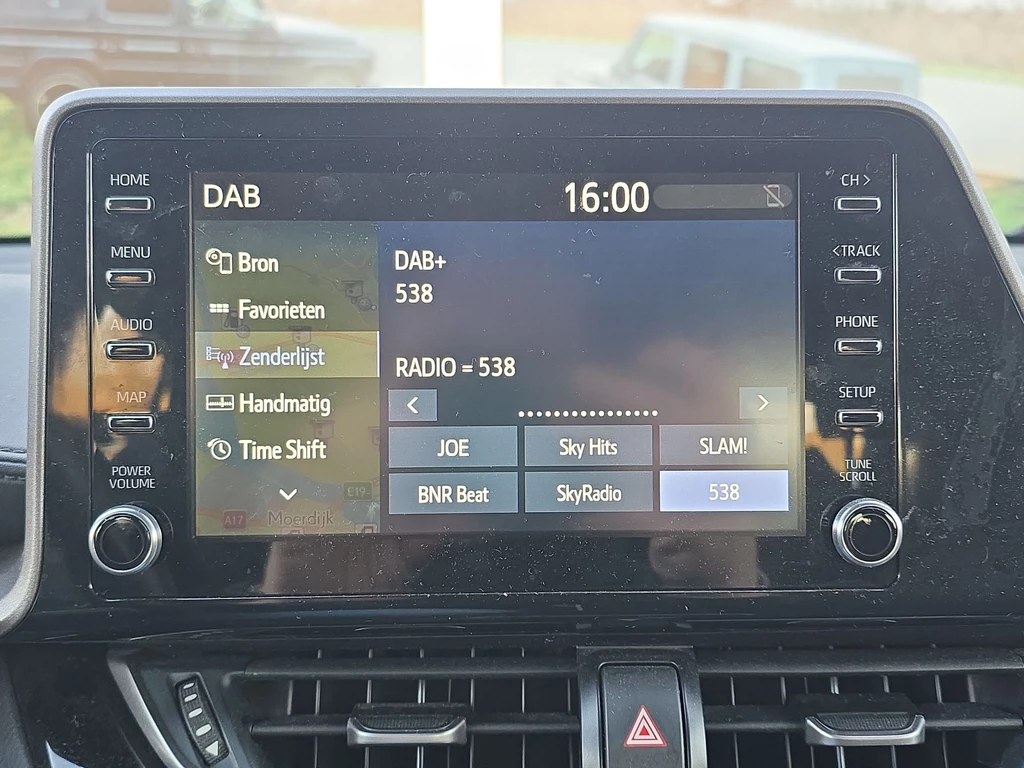 HOME
MENU
AUDIO
MAP
POWER
VOLUME
DAB
16:00
Bron
Favorieten
Zenderlijst
Handmatig
Time Shift
E19
A17
Moerdijk
DAB+
538
RADIO = 538
<
>
JOE
Sky Hits
SLAM!
BNR Beat
SkyRadio
538
CH >
< TRACK
PHONE
SETUP
TUNE
SCROLL